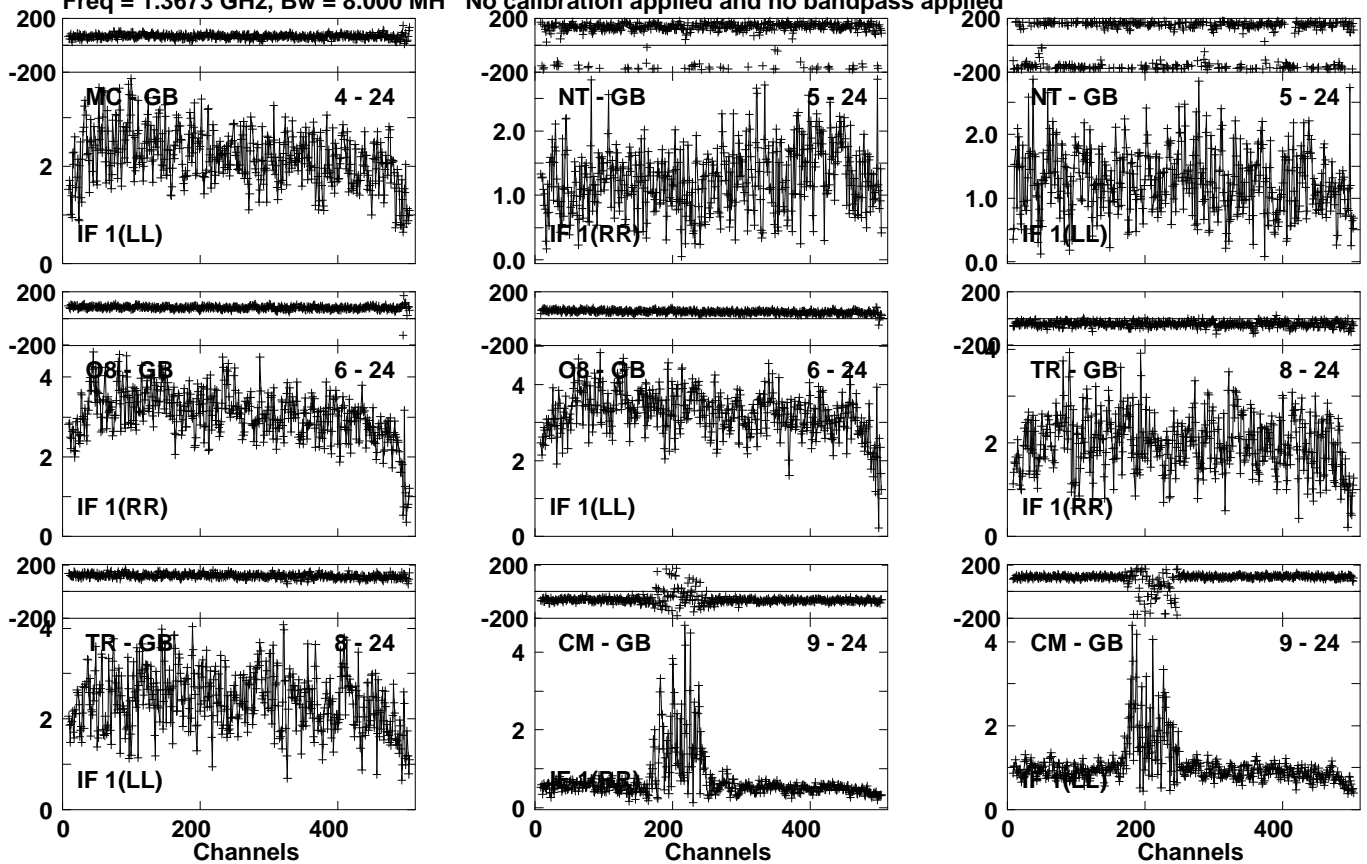 Freq = 1.3673 GHz, Bw = 8.000 MH No calibration applied and no bandpass applied
200 200 200
-200 -200 -200
MC - GB 4 - 24 NT - GB 5 - 24 NT - GB 5 - 24
2.0 2.0
2 1.0 1.0
IF 1(LL) IF 1(RR) IF 1(LL)
0 0.0 0.0
200 200 200
-200 -200 -200
4
O8 - GB 6 - 24 O8 - GB 6 - 24 TR - GB 8 - 24
4 4
2 2 2
IF 1(RR) IF 1(LL) IF 1(RR)
0 0 0
200 200 200
-200 -200 -200
4
TR - GB 8 - 24 CM - GB 9 - 24 CM - GB 9 - 24
4 4
2 2 2
IF 1(LL) IF 1(RR) IF 1(LL)
0 0 0
0 200 400 0 200 400 0 200 400
Channels Channels Channels